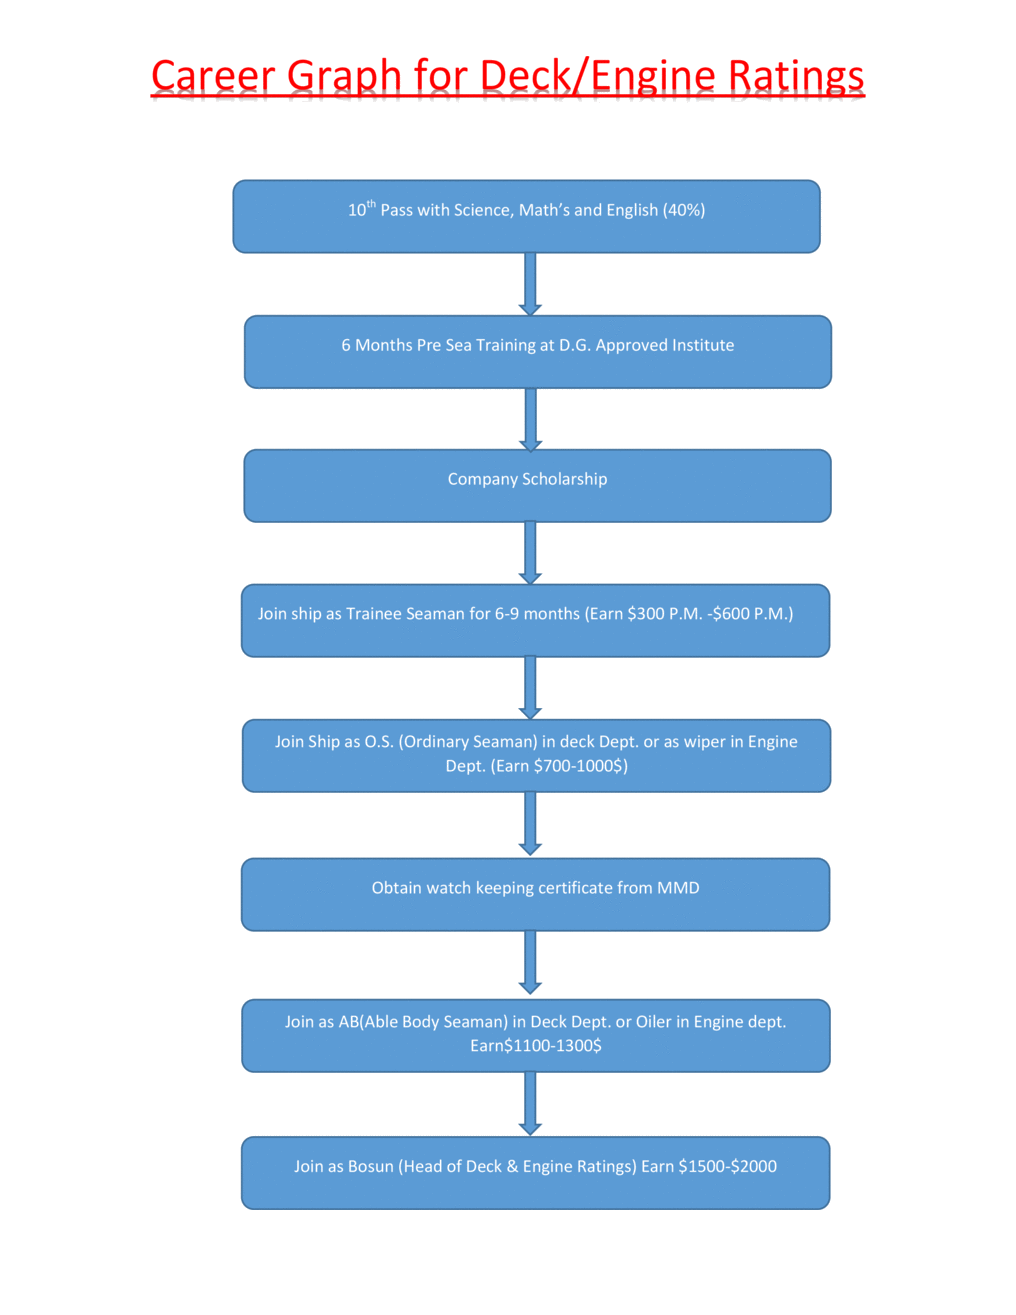 Career Graph for Deck/Engine Ratings
10th Pass with Science, Math’s and English (40%)
6 Months Pre Sea Training at D.G. Approved Institute
Company Scholarship
Join ship as Trainee Seaman for 6-9 months (Earn $300 P.M. -$600 P.M.)
Join Ship as O.S. (Ordinary Seaman) in deck Dept. or as wiper in Engine
Dept. (Earn $700-1000$)
Obtain watch keeping certificate from MMD
Join as AB(Able Body Seaman) in Deck Dept. or Oiler in Engine dept.
Earn$1100-1300$
Join as Bosun (Head of Deck & Engine Ratings) Earn $1500-$2000